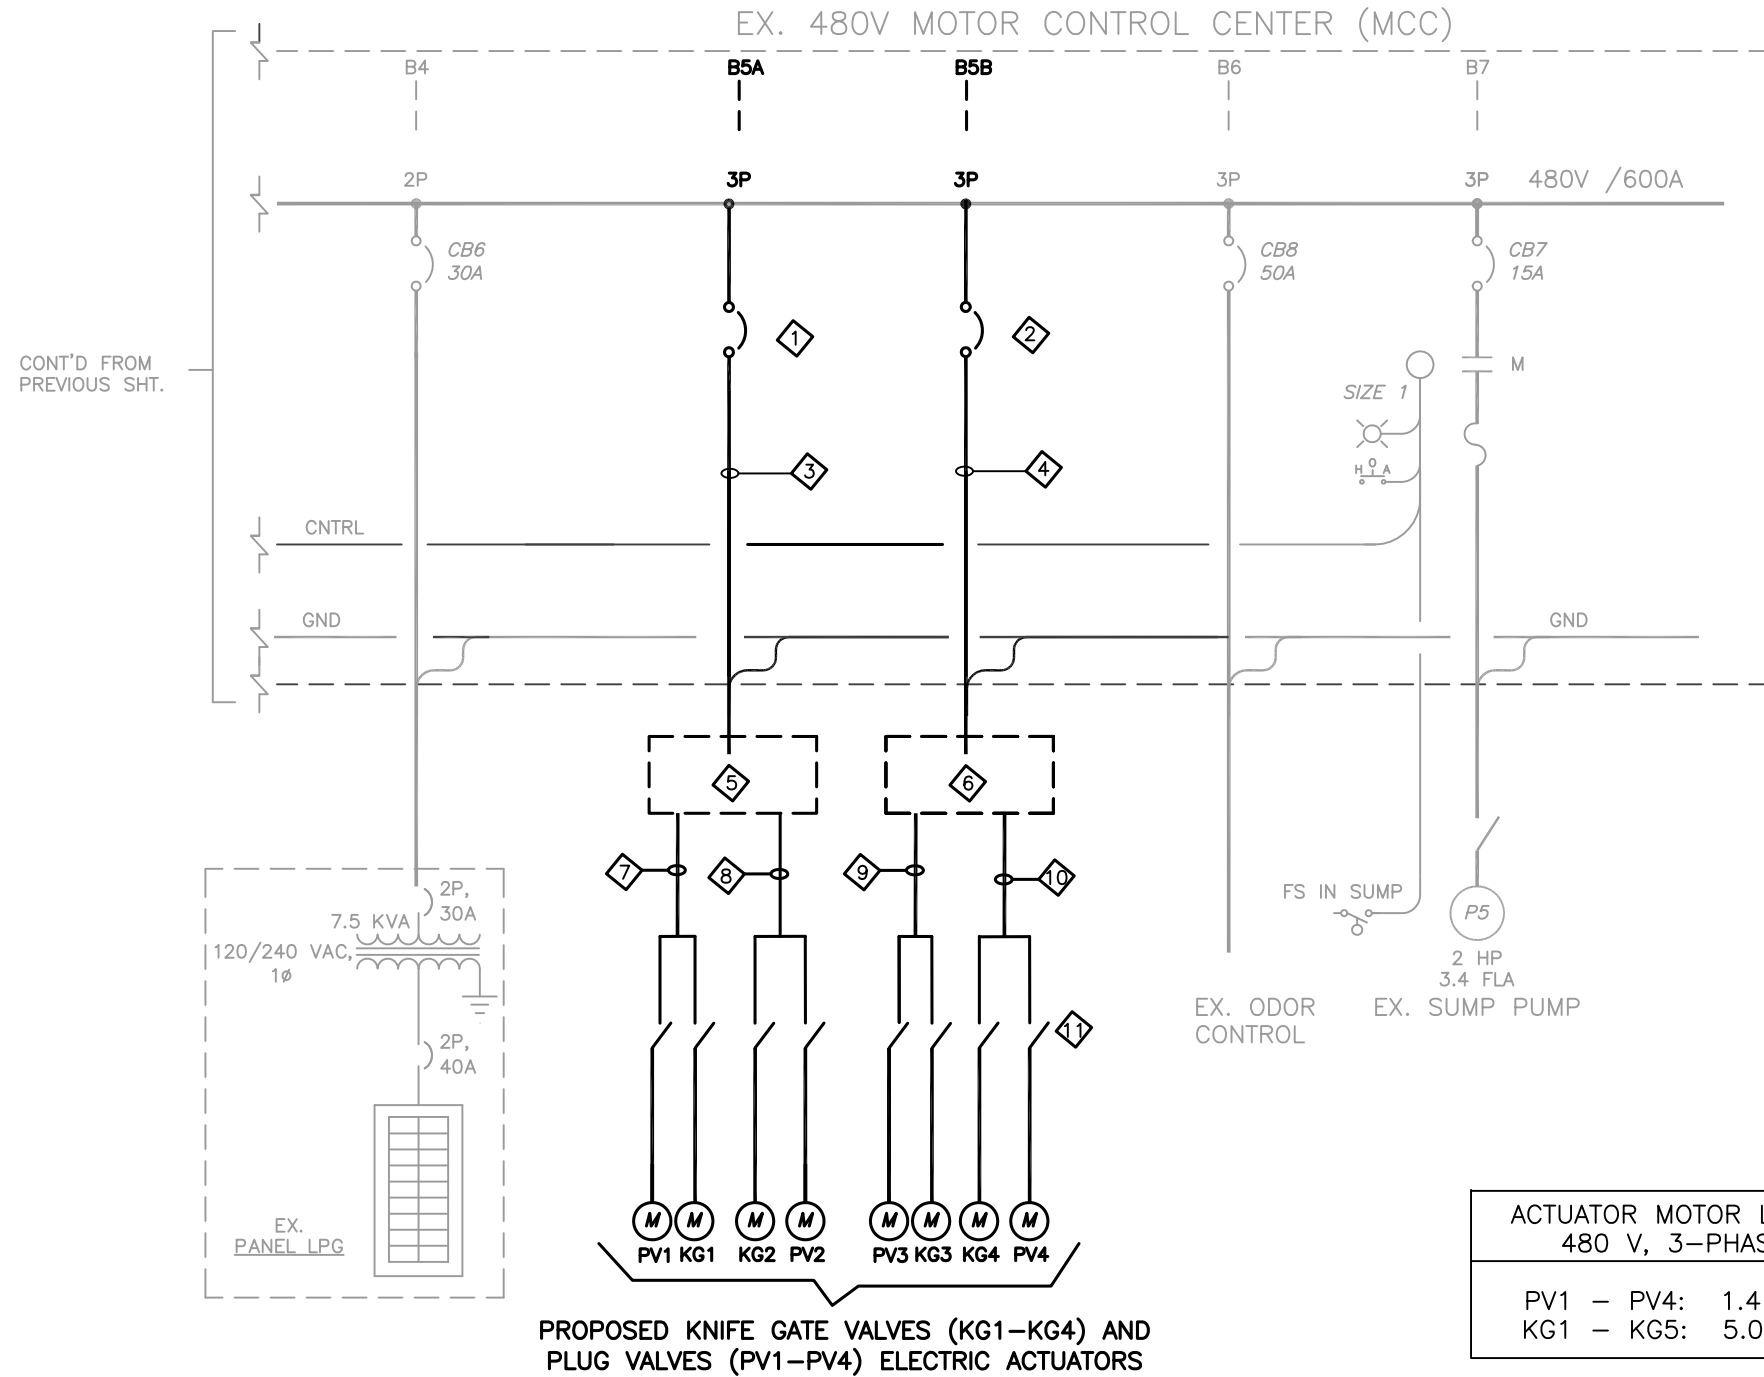 EX. 480V MOTOR CONTROL CENTER (MCC)
B4
B5A
B5B
B6
B7
2P
3P
3P
3P
3P
480V /600A
CB6
30A
CB8
50A
CB7
15A
1
2
CONT'D FROM
PREVIOUS SHT.
M
SIZE 1
3
4
H O A
CNTRL
GND
GND
5
6
7
8
9
10
2P,
30A
7.5 KVA
120/240 VAC,
1ø
FS IN SUMP
P5
2 HP
3.4 FLA
EX. ODOR
CONTROL
EX. SUMP PUMP
11
2P,
40A
M
M
M
M
M
M
M
M
PV1
KG1
KG2
PV2
PV3
KG3
KG4
PV4
EX.
PANEL LPG
PROPOSED KNIFE GATE VALVES (KG1-KG4) AND
PLUG VALVES (PV1-PV4) ELECTRIC ACTUATORS
ACTUATOR MOTOR L
480 V, 3-PHAS
PV1 - PV4: 1.4
KG1 - KG5: 5.0